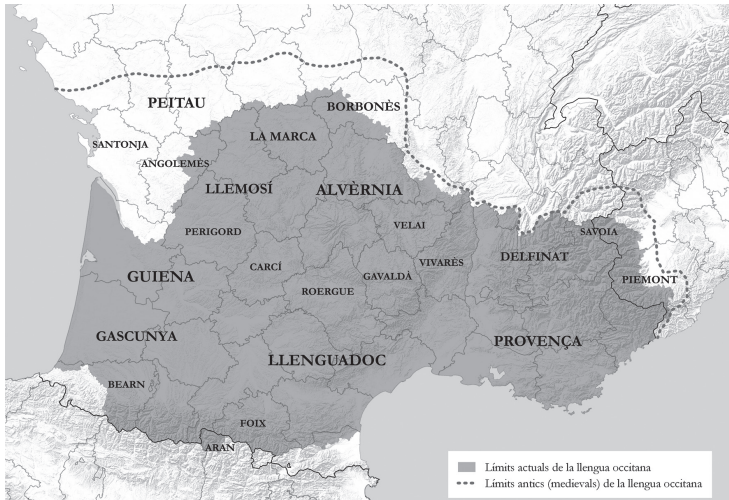 PEITAU
BORBONÈS
SANTONJA
LA MARCA
ANGOLEMÈS
LLEMOSÍ
ALVÈRNIA
PERIGORD
VELAI
SAVOIA
GUIENA
CARCÍ
VIVARÈS
DELFINAT
ROERGUE
GAVALDÀ
PIEMONT
GASCUNYA
PROVENÇA
LLENGUADOC
BEARN
FOIX
ARAN
Límits actuals de la llengua occitana
Límits antics (medievals) de la llengua occitana